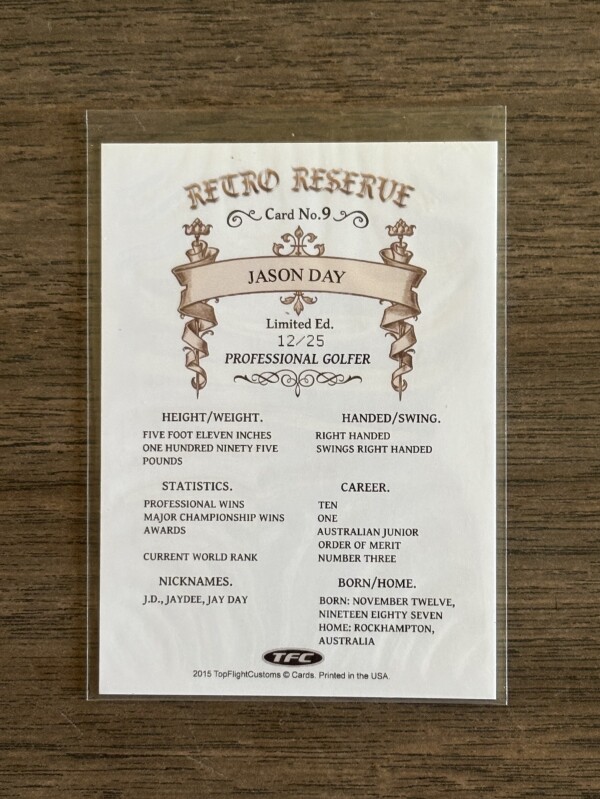 RETRO RESERVE
Card No.9
JASON DAY
Limited Ed.
12/25
PROFESSIONAL GOLFER
HEIGHT/WEIGHT. HANDED/SWING.
FIVE FOOT ELEVEN INCHES RIGHT HANDED
ONE HUNDRED NINETY FIVE SWINGS RIGHT HANDED
POUNDS
STATISTICS. CAREER.
PROFESSIONAL WINS TEN
MAJOR CHAMPIONSHIP WINS ONE
AWARDS AUSTRALIAN JUNIOR
ORDER OF MERIT
CURRENT WORLD RANK NUMBER THREE
NICKNAMES. BORN/HOME.
J.D., JAYDEE, JAY DAY BORN: NOVEMBER TWELVE,
NINETEEN EIGHTY SEVEN
HOME: ROCKHAMPTON,
AUSTRALIA
TFC
2015 TopFlightCustoms © Cards. Printed in the USA.